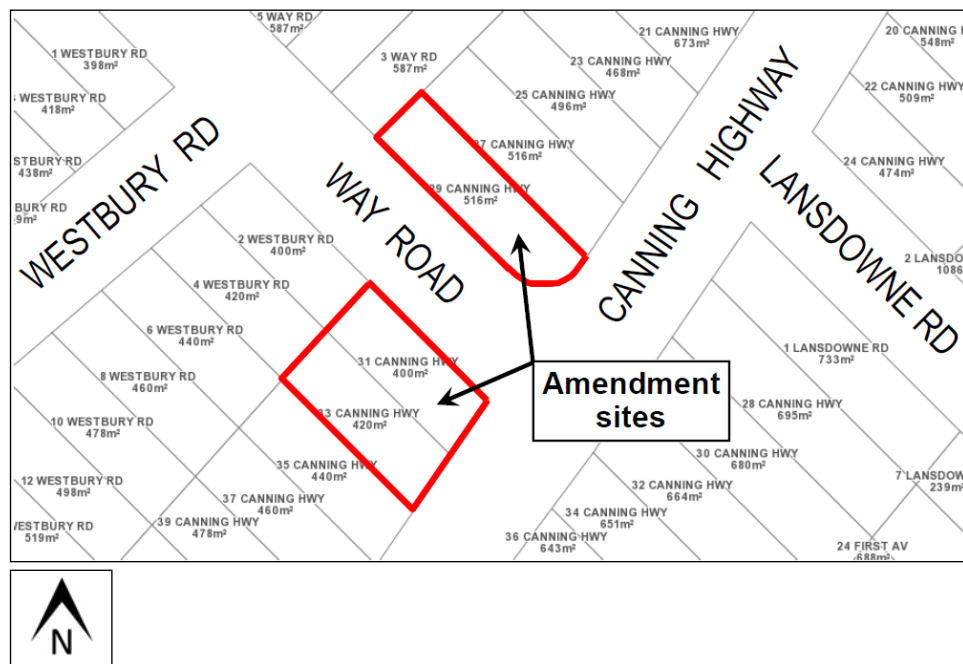 5 WAY RD
587m²
21 CANNING HWY
673m²
20 CANNING H
548m²
1 WESTBURY RD
398m²
3 WAY RD
587m²
23 CANNING HWY
468m²
22 CANNING HWY
509m²
WESTBURY RD
418m²
25 CANNING HWY
496m²
27 CANNING HWY
516m²
24 CANNING HWY
474m²
STBURY RD
438m²
29 CANNING HWY
516m²
BURY RD
9m²
WESTBURY RD
WAY ROAD
CANNING HIGHWAY
LANSDOWNE RD
2 WESTBURY RD
400m²
2 LANSDO
1086
4 WESTBURY RD
420m²
6 WESTBURY RD
440m²
31 CANNING HWY
400m²
1 LANSDOWNE RD
733m²
8 WESTBURY RD
460m²
Amendment
sites
33 CANNING HWY
420m²
28 CANNING HWY
695m²
10 WESTBURY RD
478m²
35 CANNING HWY
440m²
30 CANNING HWY
680m²
12 WESTBURY RD
498m²
37 CANNING HWY
460m²
32 CANNING HWY
664m²
7 LANSDOW
239m²
WESTBURY RD
519m²
39 CANNING HWY
478m²
34 CANNING HWY
651m²
36 CANNING HWY
643m²
24 FIRST AV
688m²
N